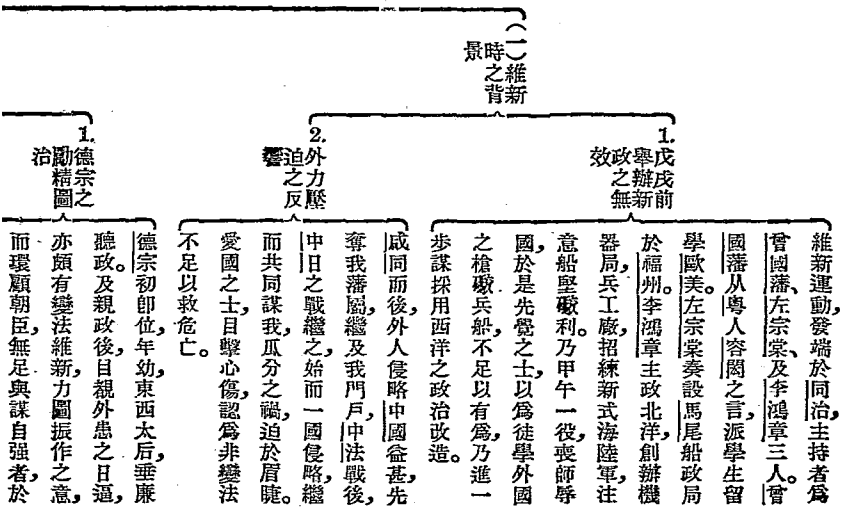 (一)維新
時之背
景
1.戊戌前
舉辦新
政之無
效
維新運動,發端於同治,主持者爲
曾國藩、左宗棠、及李鴻章三人。曾
國藩从粵人容閎之言,派學生留
學歐美。左宗棠奏設馬尾船政局
於福州。李鴻章主政北洋,創辦機
器局,兵工廠,招練新式海陸軍,注
意船堅礮利。乃甲午一役,喪師辱
國,於是先覺之士,以爲徒學外國
之槍礮兵船,不足以有爲,乃進一
步謀採用西洋之政治改造。
2.外力壓
迫之反
響
咸同而後,外人侵略中國益甚,先
奪我藩屬,繼及我門戶,中法戰後,
中日之戰繼之,始而一國侵略,繼
而共同謀我,瓜分之禍,迫於眉睫。
愛國之士,目擊心傷,認爲非變法
不足以救危亡。
1.德宗之
勵精圖
治
德宗初卽位,年幼,東西太后,垂廉
聽政。及親政後,目覩外患之日逼,
亦頗有變法維新,力圖振作之意,
而環顧朝臣,無足與謀自强者,於